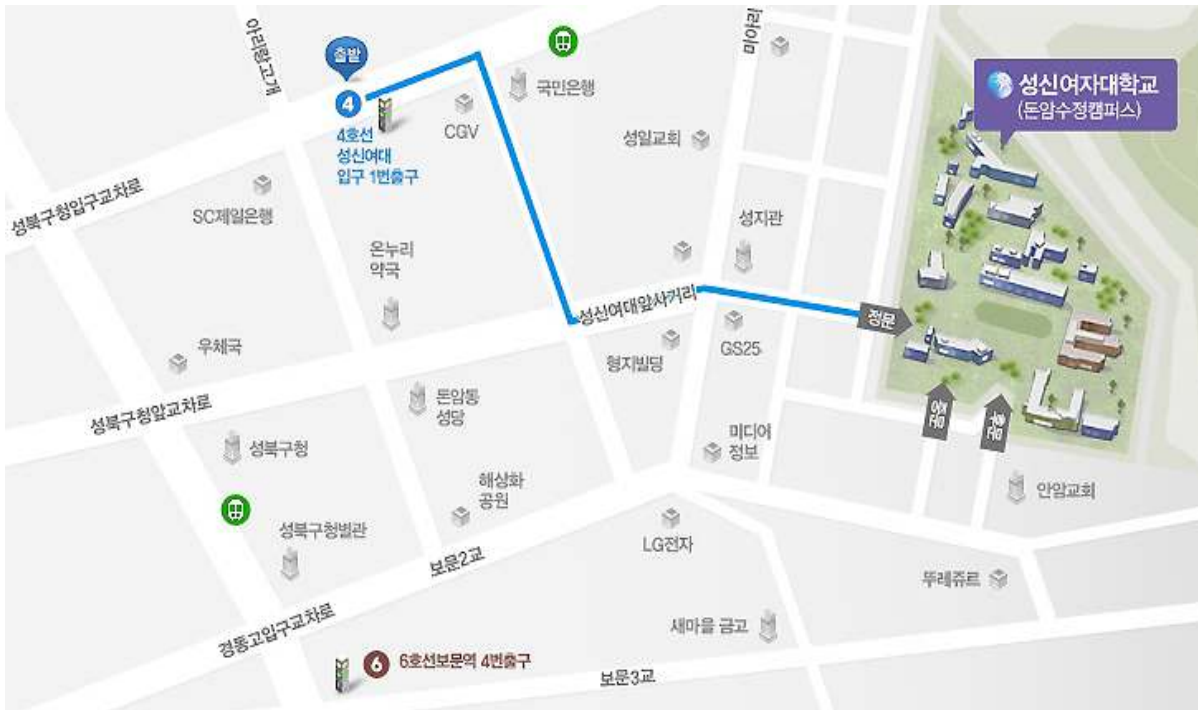 아리랑고개
미아리
출발
4
4호선
성신여대
입구 1번출구
CGV
국민은행
성신여자대학교
(돈암수정캠퍼스)
성일교회
성북구청입구교차로
SC제일은행
온누리
약국
성지관
성신여대앞사거리
정문
우체국
형지빌딩
GS25
성북구청앞교차로
돈암동
성당
성북구청
미디어
정보
쪽문
후문
해상화
공원
안암교회
성북구청별관
보문2교
LG전자
뚜레쥬르
경동고입구교차로
새마을 금고
6
6호선보문역 4번출구
보문3교